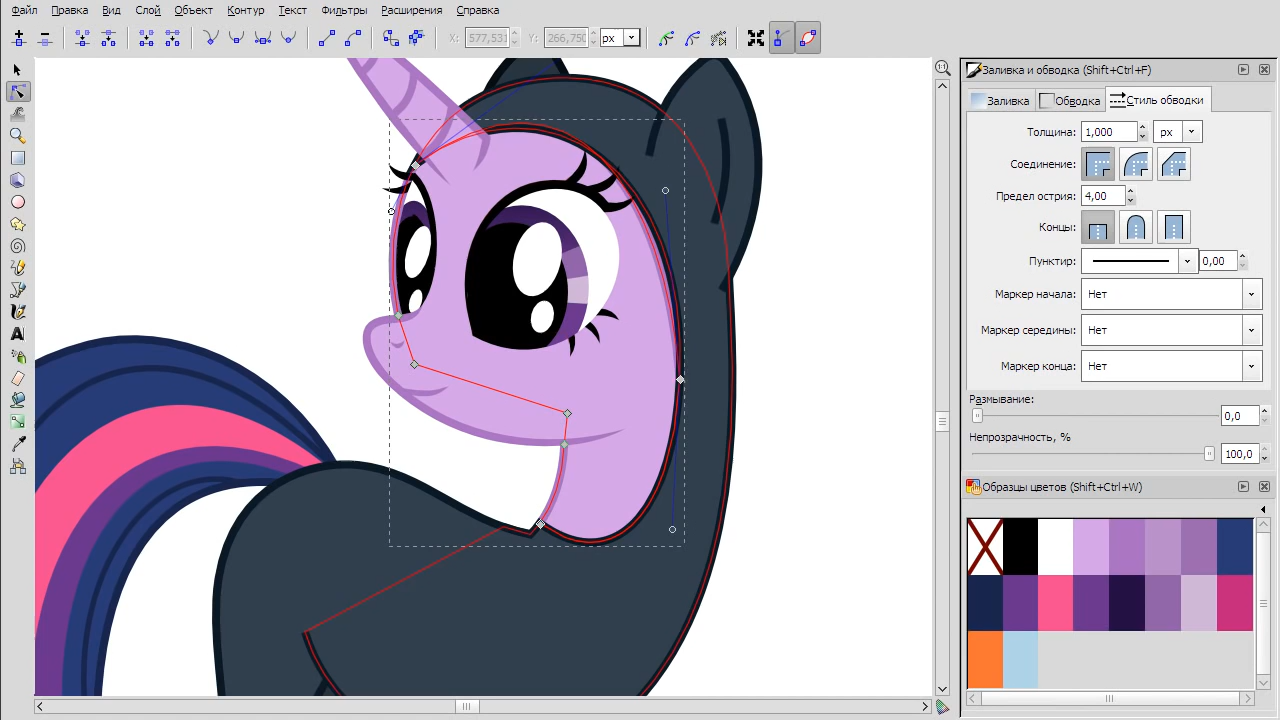 Файл Правка Вид Слой Объект Контур Текст Фильтры Расширения Справка
X: 577,531 Y: 266,750 px
1:1
Заливка и обводка (Shift+Ctrl+F)
Заливка Обводка Стиль обводки
Толщина: 1,000 px
Соединение:
Предел острия: 4,00
Концы:
Пунктир: 0,00
Маркер начала: Нет
Маркер середины: Нет
Маркер конца: Нет
Размывание:
0,0
Непрозрачность, %
100,0
Образцы цветов (Shift+Ctrl+W)